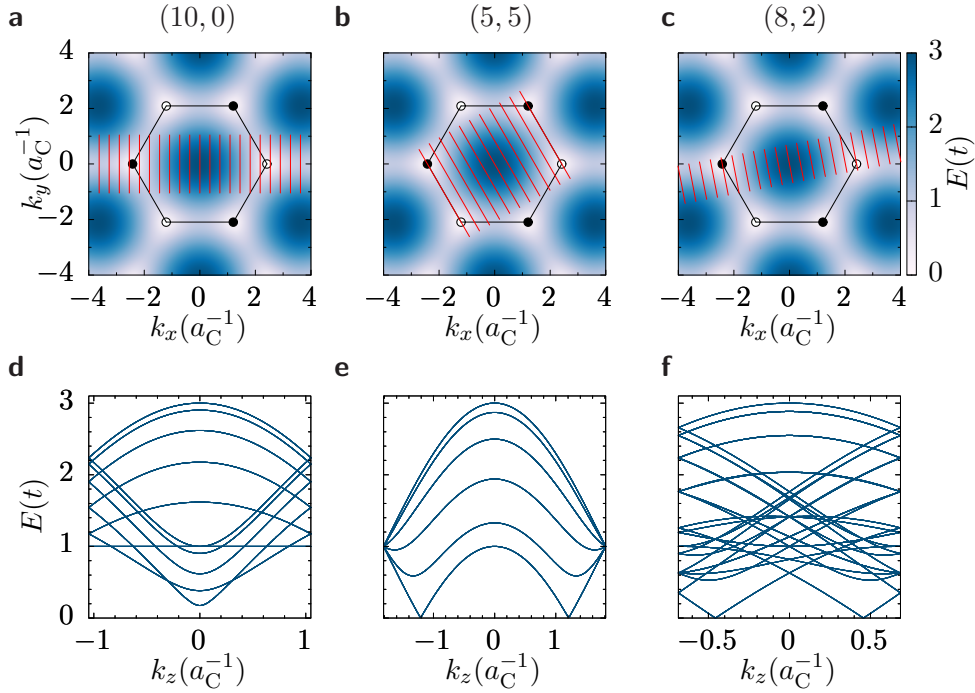 a (10, 0) b (5, 5) c (8, 2)
4 2 0 −2 −4
k_y(a_C^{-1})
−4 −2 0 2 4
k_x(a_C^{-1})
−4 −2 0 2 4
k_x(a_C^{-1})
−4 −2 0 2 4
k_x(a_C^{-1})
3 2 1 0
E(t)
d e f
3 2 1 0
E(t)
−1 0 1
k_z(a_C^{-1})
−1 0 1
k_z(a_C^{-1})
−0.5 0 0.5
k_z(a_C^{-1})